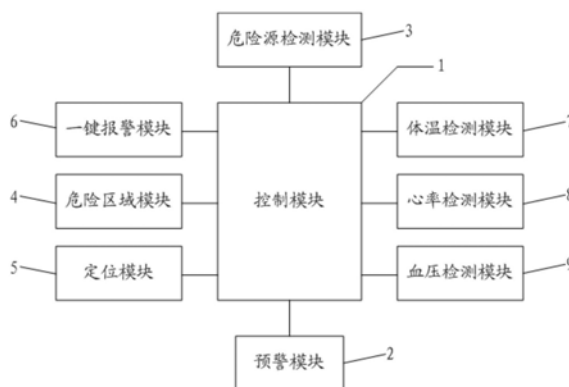 危险源检测模块
3
1
6
一键报警模块
体温检测模块
7
4
危险区域模块
控制模块
心率检测模块
8
5
定位模块
血压检测模块
9
预警模块
2